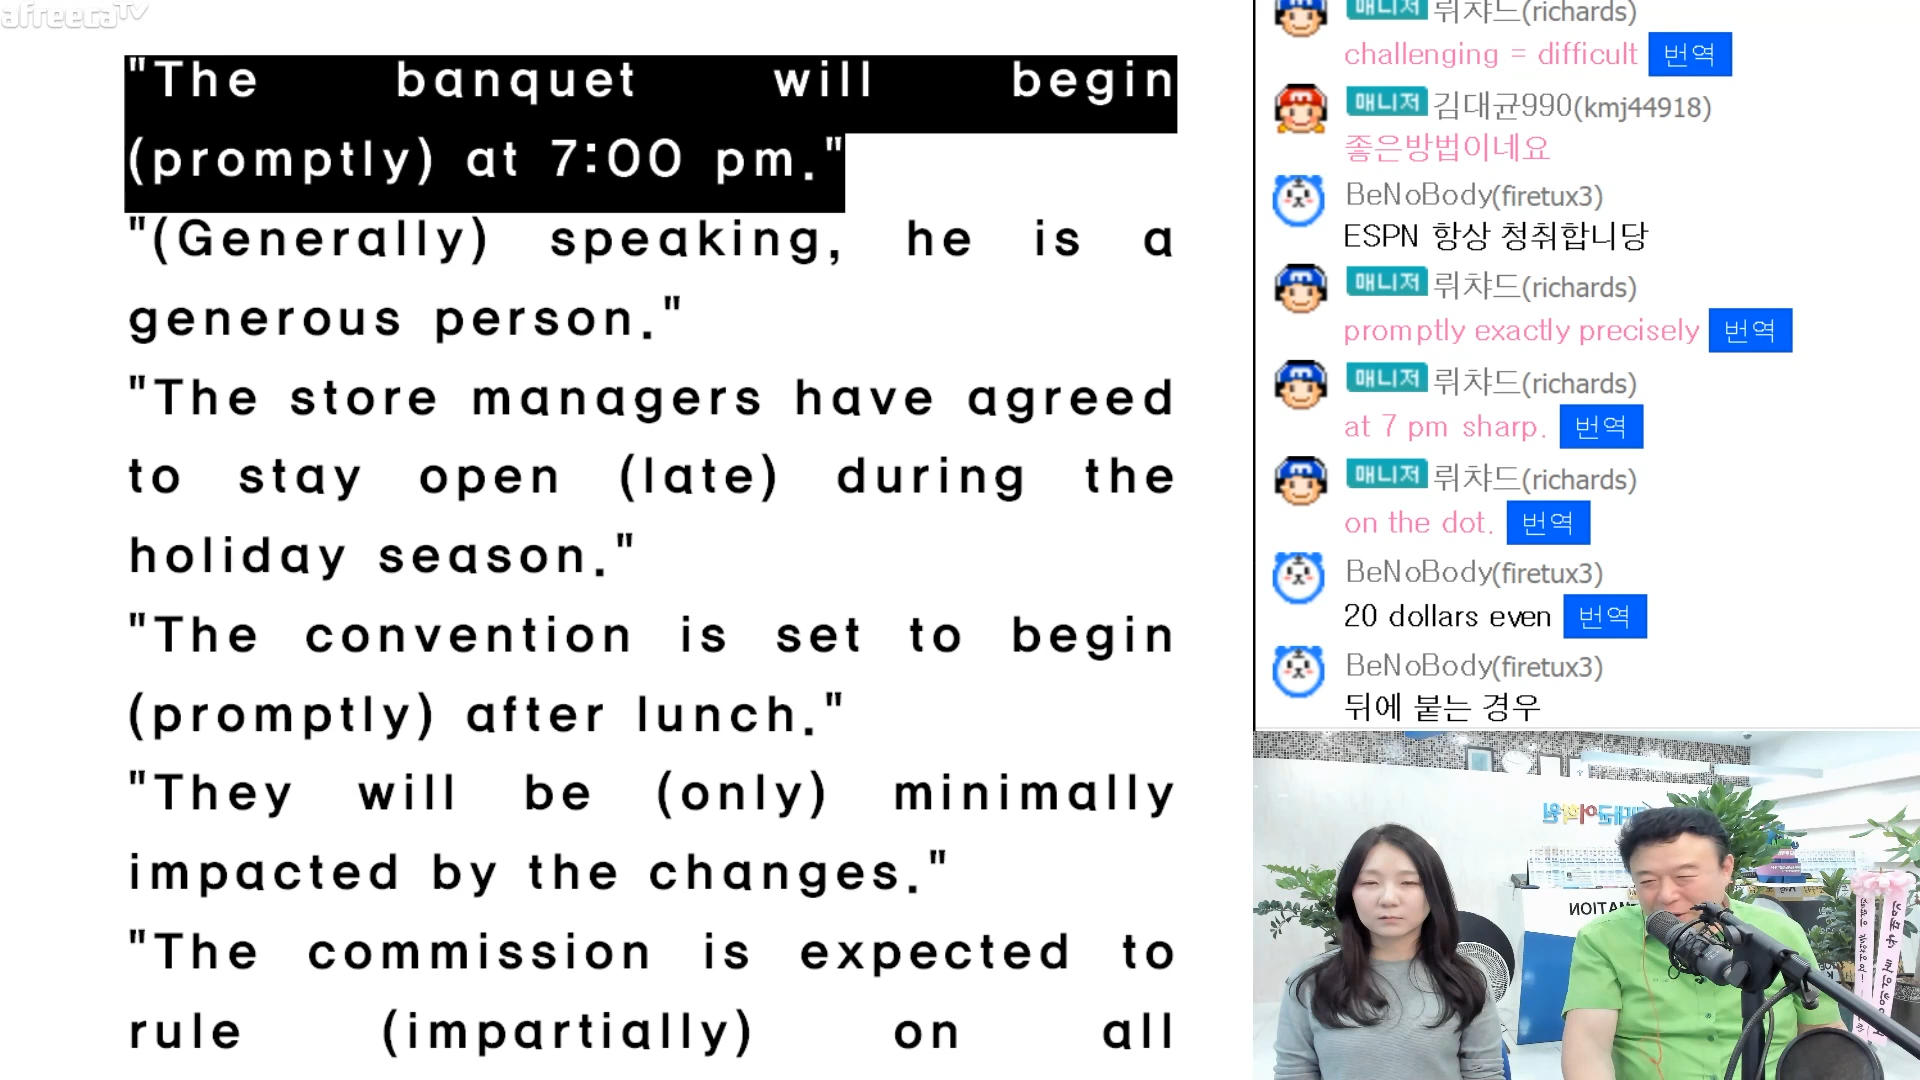 afreecaTV
"The banquet will begin
(promptly) at 7:00 pm."
"(Generally) speaking, he is a
generous person."
"The store managers have agreed
to stay open (late) during the
holiday season."
"The convention is set to begin
(promptly) after lunch."
"They will be (only) minimally
impacted by the changes."
"The commission is expected to
rule (impartially) on all
매니저 뤼챠드(richards)
challenging = difficult 번역
매니저 김대균990(kmj44918)
좋은방법이네요
BeNoBody(firetux3)
ESPN 항상 청취합니당
매니저 뤼챠드(richards)
promptly exactly precisely 번역
매니저 뤼챠드(richards)
at 7 pm sharp. 번역
매니저 뤼챠드(richards)
on the dot. 번역
BeNoBody(firetux3)
20 dollars even 번역
BeNoBody(firetux3)
뒤에 붙는 경우